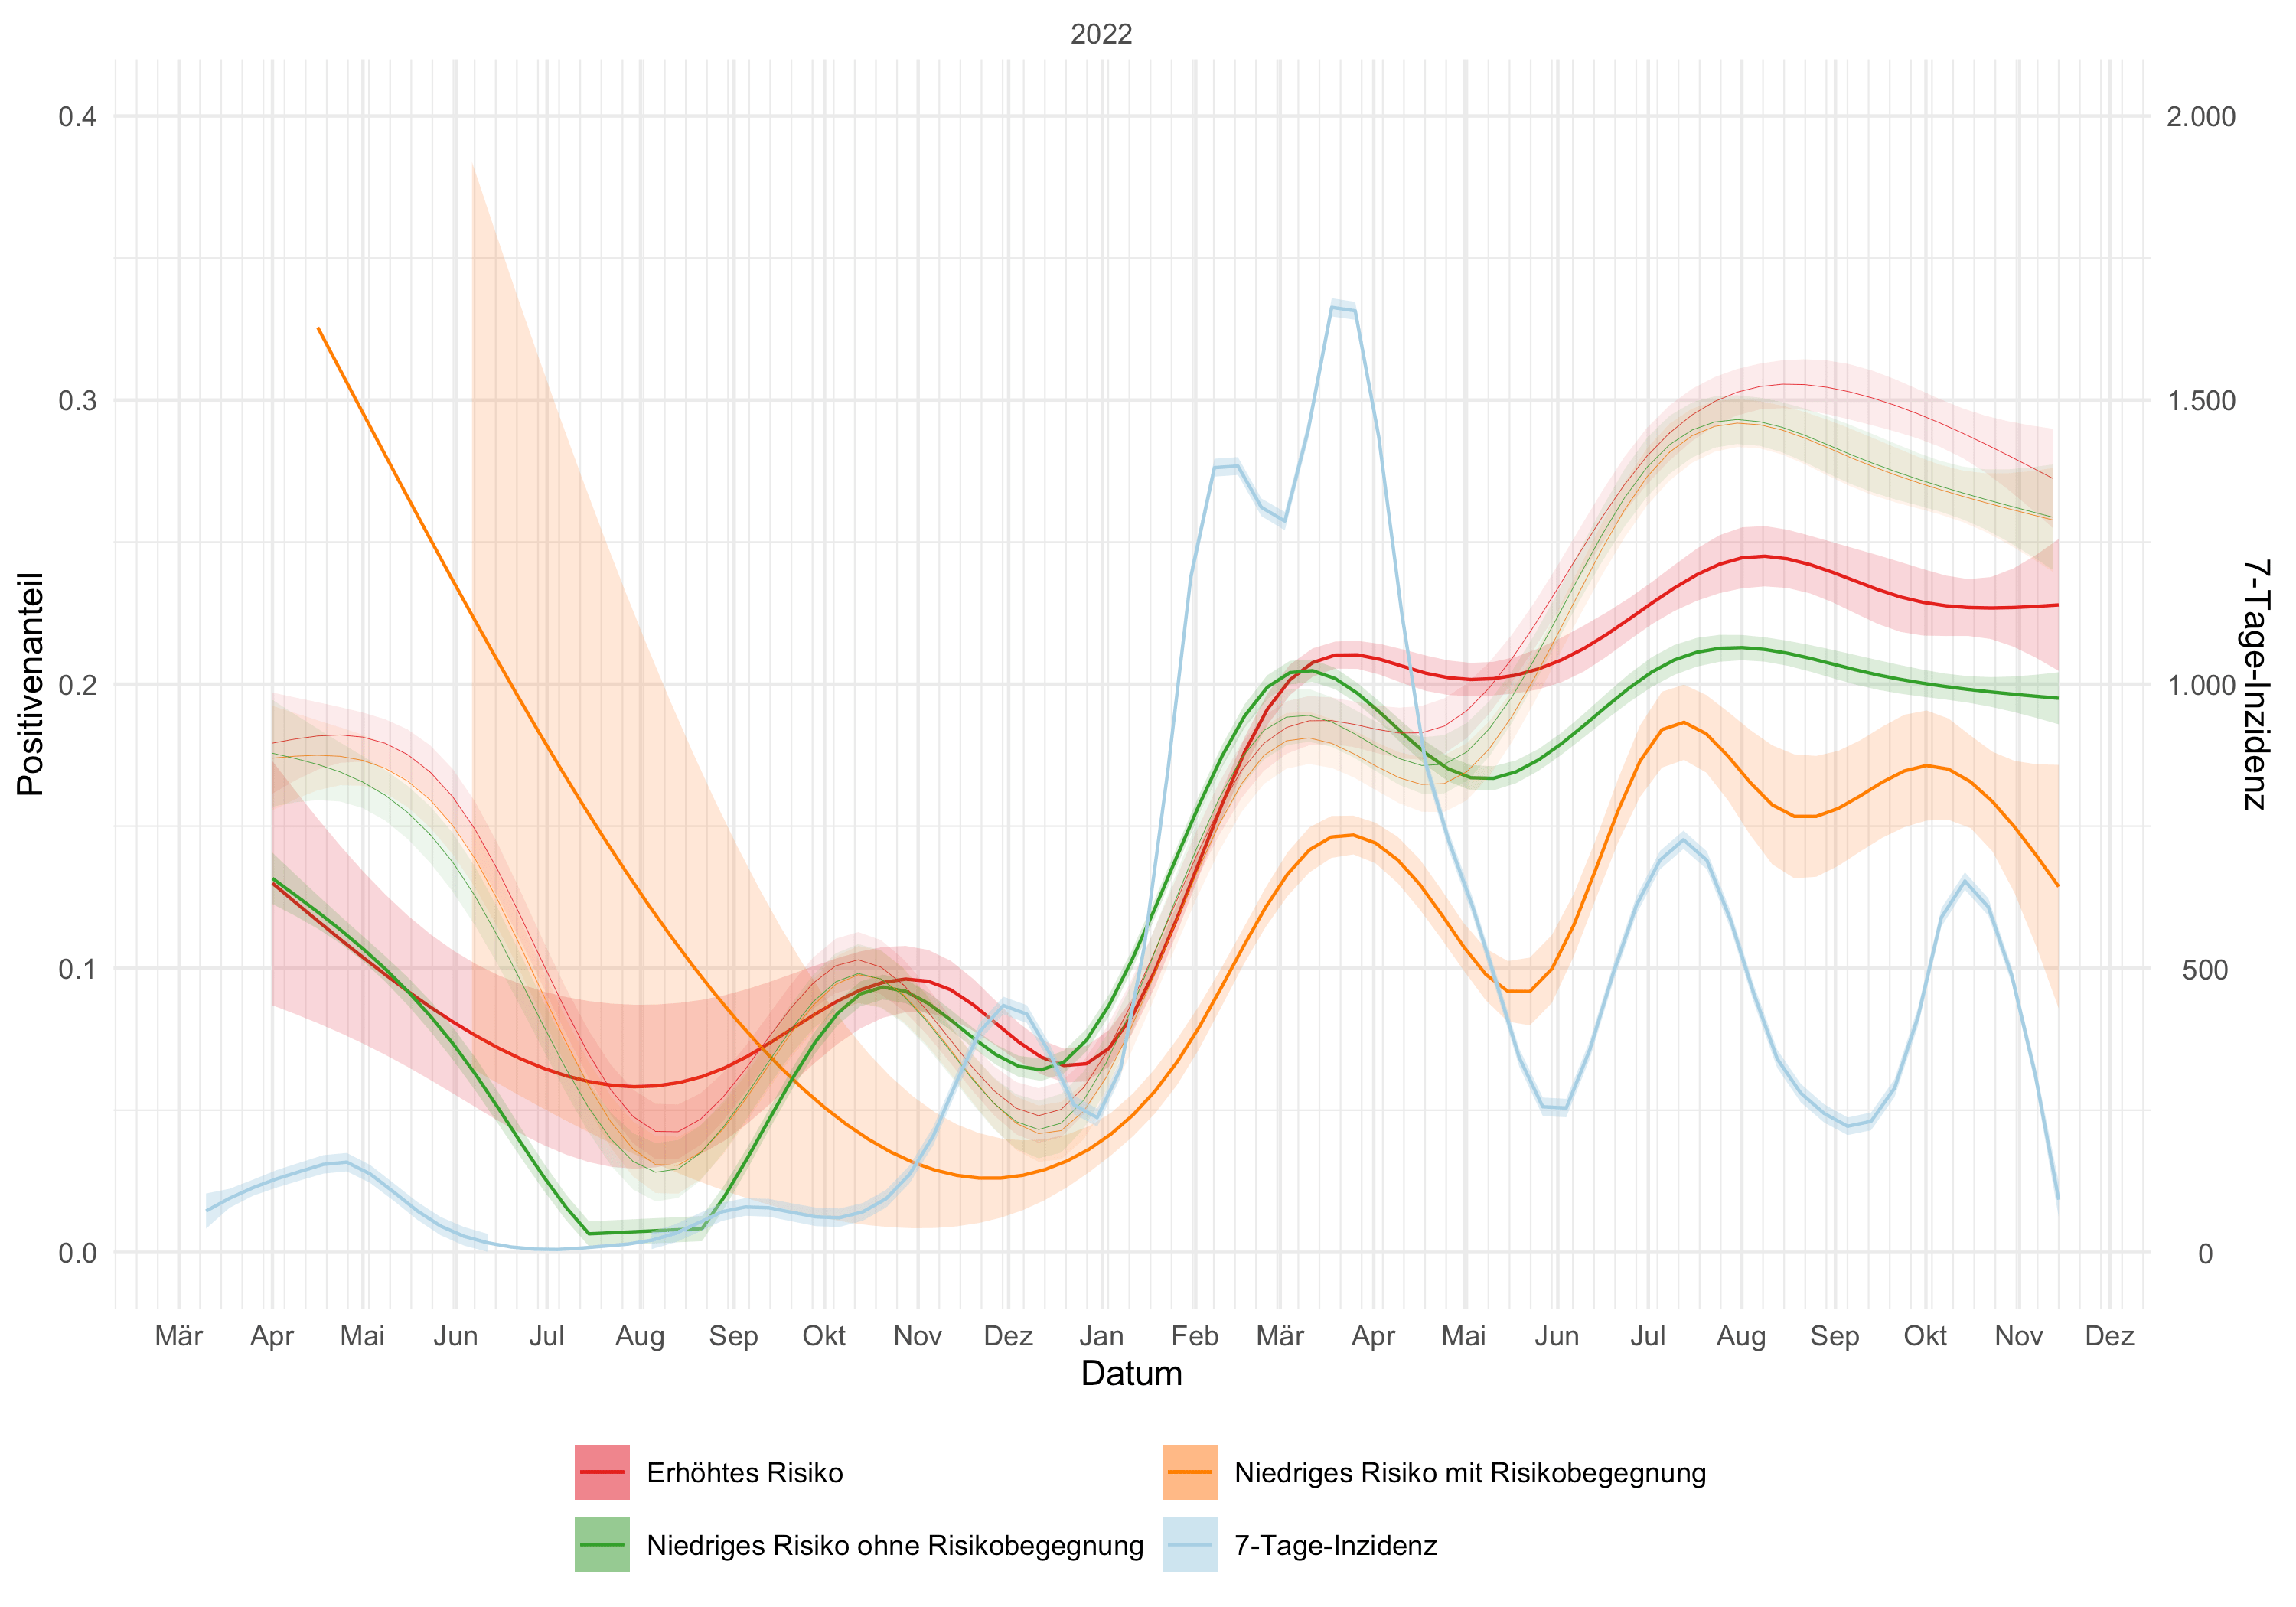 2022
0.4
0.3
0.2
0.1
0.0
Positivenanteil
2.000
1.500
1.000
500
0
7-Tage-Inzidenz
Mär Apr Mai Jun Jul Aug Sep Okt Nov Dez Jan Feb Mär Apr Mai Jun Jul Aug Sep Okt Nov Dez
Datum
Erhöhtes Risiko
Niedriges Risiko mit Risikobegegnung
Niedriges Risiko ohne Risikobegegnung
7-Tage-Inzidenz